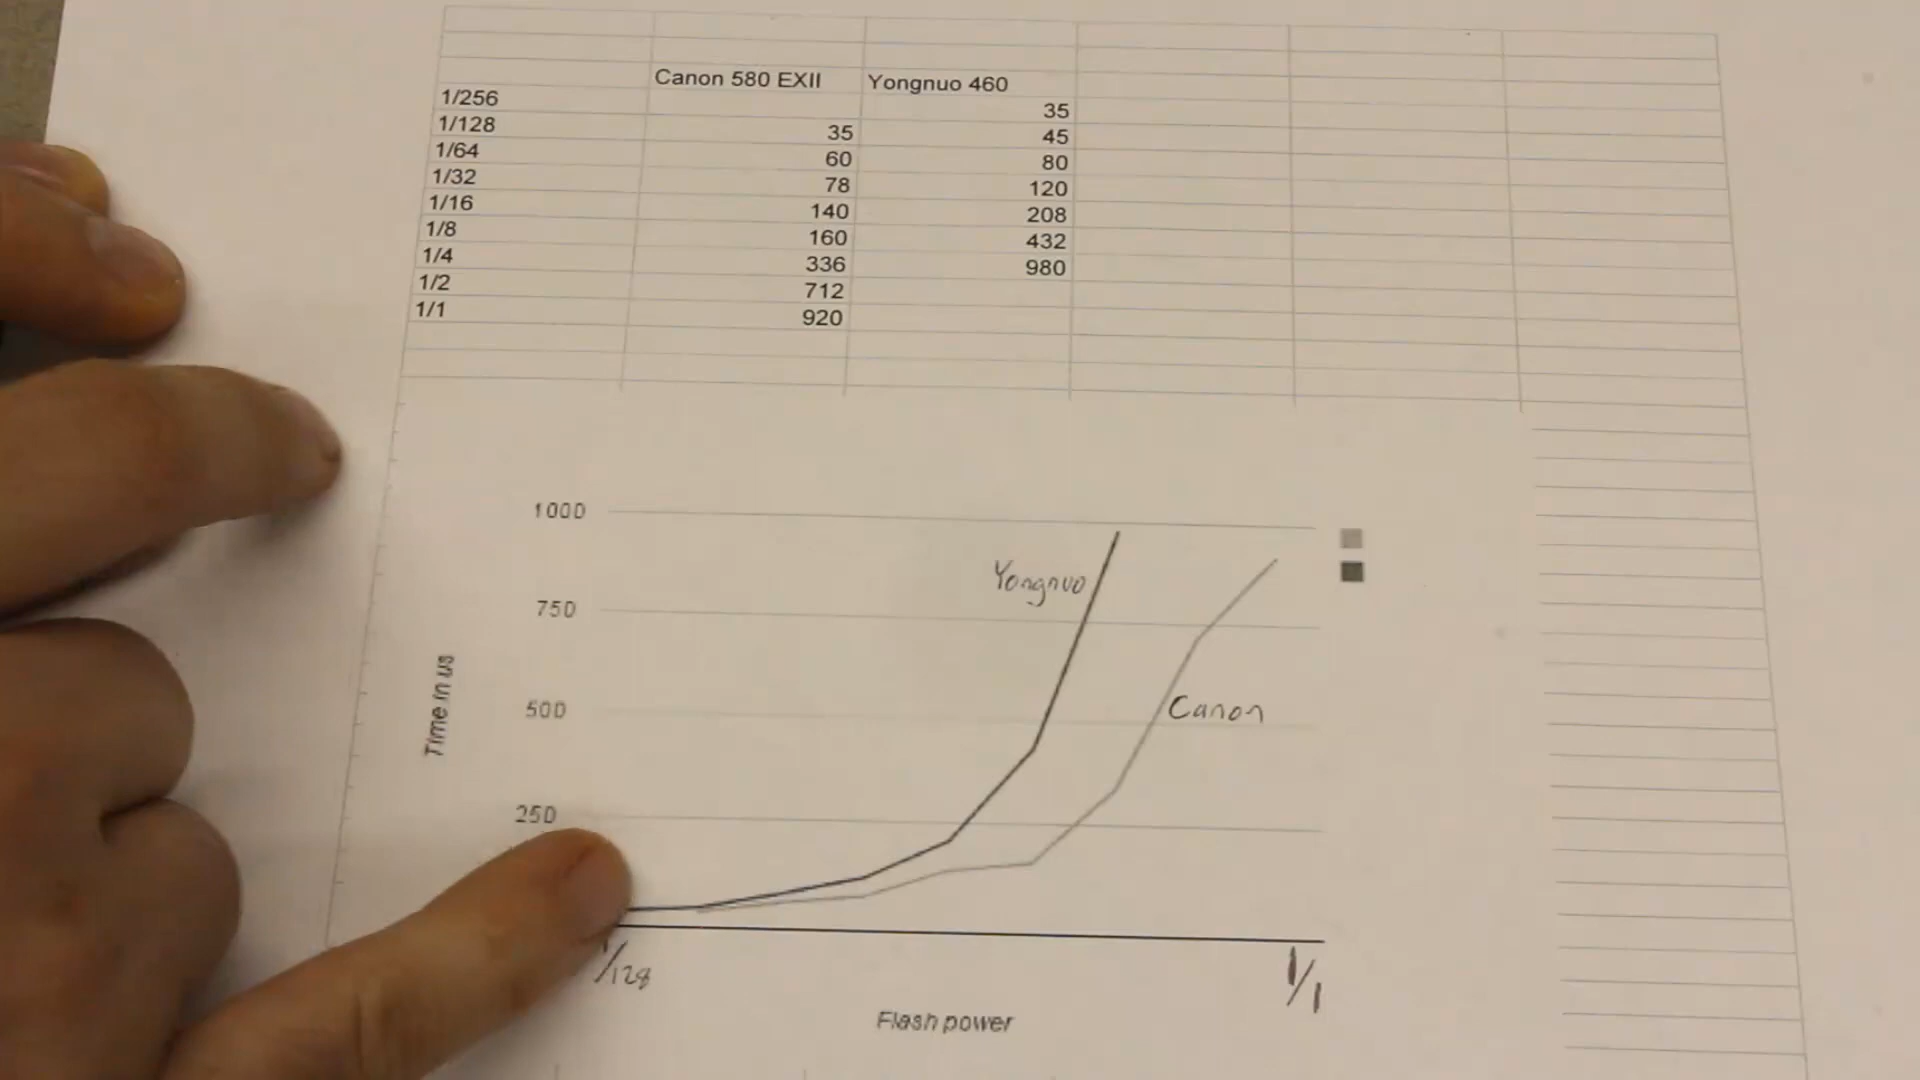 Canon 580 EXII Yongnuo 460
1/256 35
1/128 35 45
1/64 60 80
1/32 78 120
1/16 140 208
1/8 160 432
1/4 336 980
1/2 712
1/1 920
1000
Yongnuo
750
Time in us
500
Canon
250
1/128
1/1
Flash power